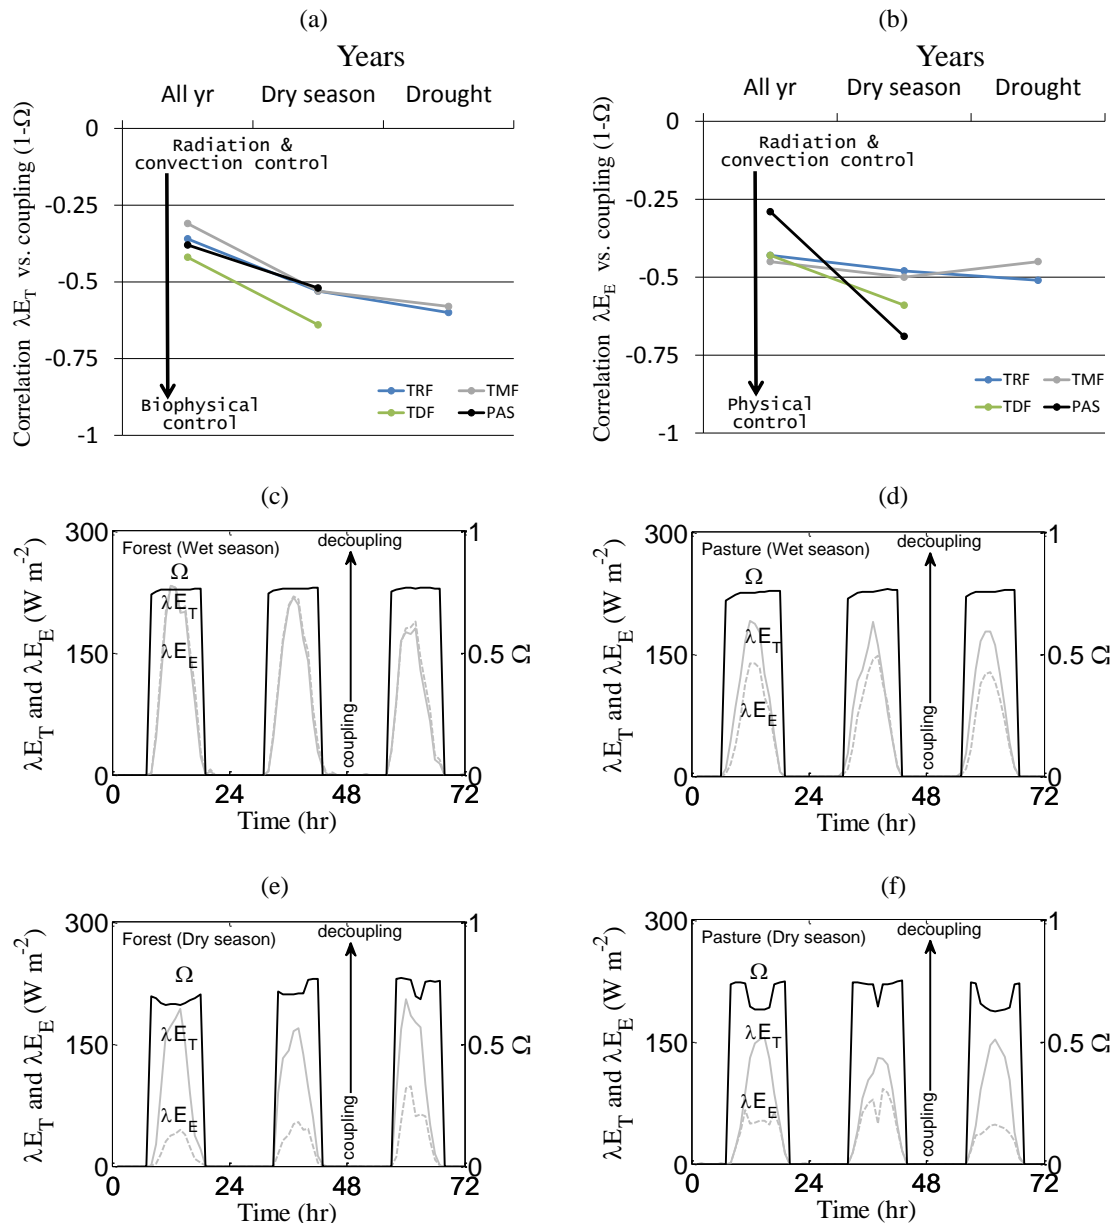 (a)
Years
All yr Dry season Drought
0
-0.25
-0.5
-0.75
-1
Correlation λE_T vs. coupling (1-Ω)
Radiation &
convection control
Biophysical
control
TRF TMF
TDF PAS
(b)
Years
All yr Dry season Drought
0
-0.25
-0.5
-0.75
-1
Correlation λE_E vs. coupling (1-Ω)
Radiation &
convection control
Physical
control
TRF TMF
TDF PAS
(c)
300
150
0
λE_T and λE_E (W m^-2)
Forest (Wet season)
decoupling
coupling
Ω
λE_T
λE_E
1
0.5
0
Ω
0 24 48 72
Time (hr)
(d)
300
150
0
λE_T and λE_E (W m^-2)
Pasture (Wet season)
decoupling
coupling
Ω
λE_T
λE_E
1
0.5
0
Ω
0 24 48 72
Time (hr)
(e)
300
150
0
λE_T and λE_E (W m^-2)
Forest (Dry season)
decoupling
coupling
Ω
λE_T
λE_E
1
0.5
0
Ω
0 24 48 72
Time (hr)
(f)
300
150
0
λE_T and λE_E (W m^-2)
Pasture (Dry season)
decoupling
coupling
Ω
λE_T
λE_E
1
0.5
0
Ω
0 24 48 72
Time (hr)